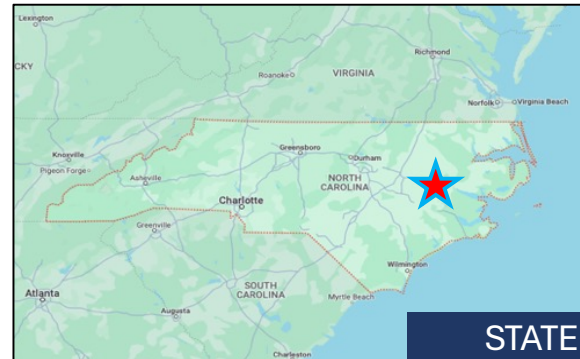 Lexington
Richmond
CKY
Roanoke
VIRGINIA
Norfolk
Virginia Beach
Knoxville
Pigeon Forge
Greensboro
Durham
Asheville
NORTH
CAROLINA
Charlotte
Greenville
Wilmington
SOUTH
CAROLINA
Atlanta
Myrtle Beach
Augusta
Charleston
STATE